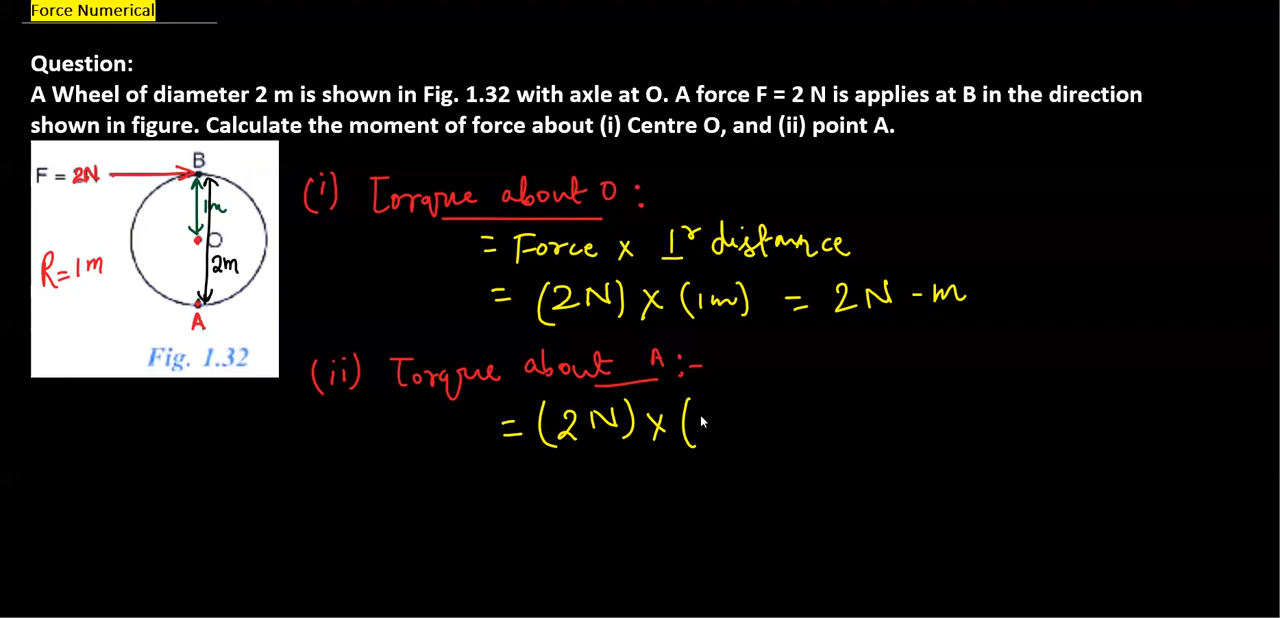 Force Numerical
Question:
A Wheel of diameter 2 m is shown in Fig. 1.32 with axle at O. A force F = 2 N is applies at B in the direction
shown in figure. Calculate the moment of force about (i) Centre O, and (ii) point A.
B
F = 2N
1m
O
2m
R=1m
A
Fig. 1.32
(i) Torque about O :
= Force x ⊥r distance
= (2N) x (1m) = 2N-m
(ii) Torque about A :-
= (2N) x (